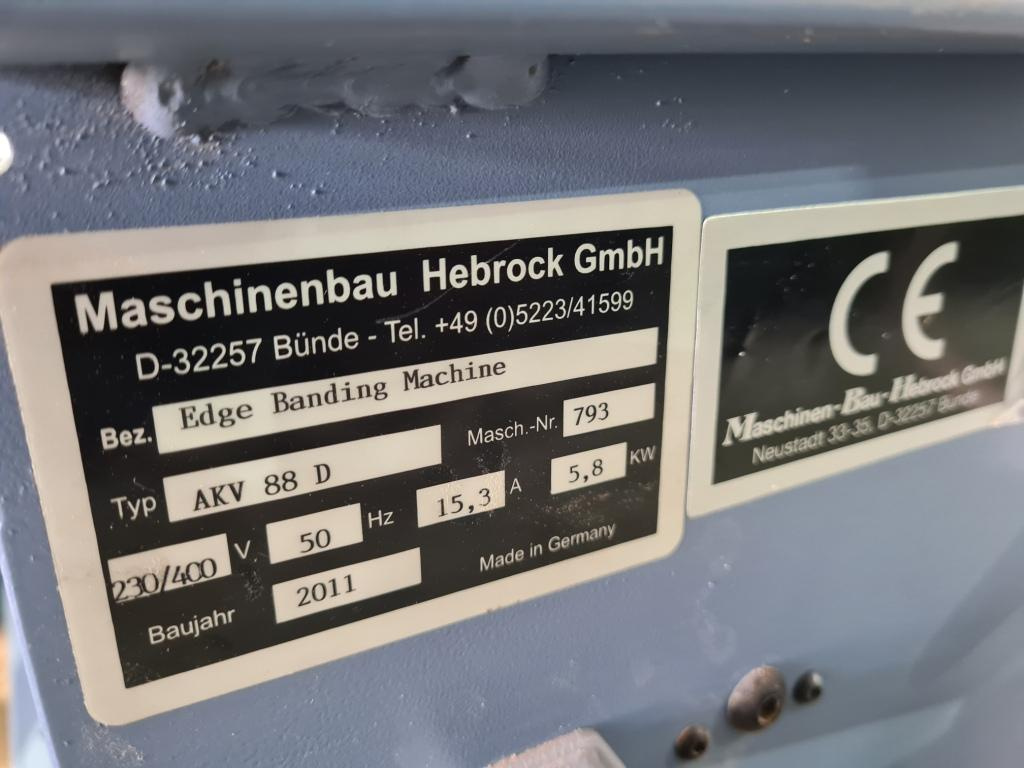 Maschinenbau Hebrock GmbH
D-32257 Bünde - Tel. +49 (0)5223/41599
Bez. Edge Banding Machine
Typ AKV 88 D Masch.-Nr. 793
230/400 V 50 Hz 15,3 A 5,8 KW
Baujahr 2011 Made in Germany
CE
Maschinen-Bau-Hebrock GmbH
Neustadt 33-35, D-32257 Bünde